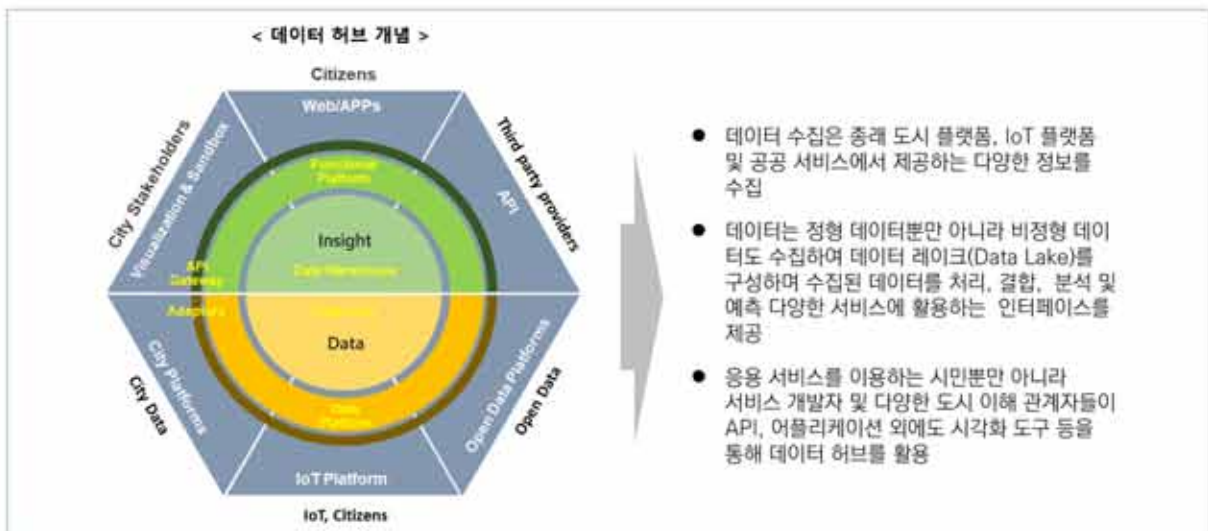 < 데이터 허브 개념 >
Citizens
Web/APPs
City Stakeholders
Visualization & Sandbox
Third party providers
API
Functional
Platform
Insight
Data Warehouse
API
Gateway
Adapters
Data
City Platforms
City Data
Open Data Platforms
Open Data
IoT Platform
IoT, Citizens
● 데이터 수집은 종래 도시 플랫폼, IoT 플랫폼
및 공공 서비스에서 제공하는 다양한 정보를
수집
● 데이터는 정형 데이터뿐만 아니라 비정형 데이
터도 수집하여 데이터 레이크(Data Lake)를
구성하며 수집된 데이터를 처리, 결합, 분석 및
예측 다양한 서비스에 활용하는 인터페이스를
제공
● 응용 서비스를 이용하는 시민뿐만 아니라
서비스 개발자 및 다양한 도시 이해 관계자들이
API, 어플리케이션 외에도 시각화 도구 등을
통해 데이터 허브를 활용